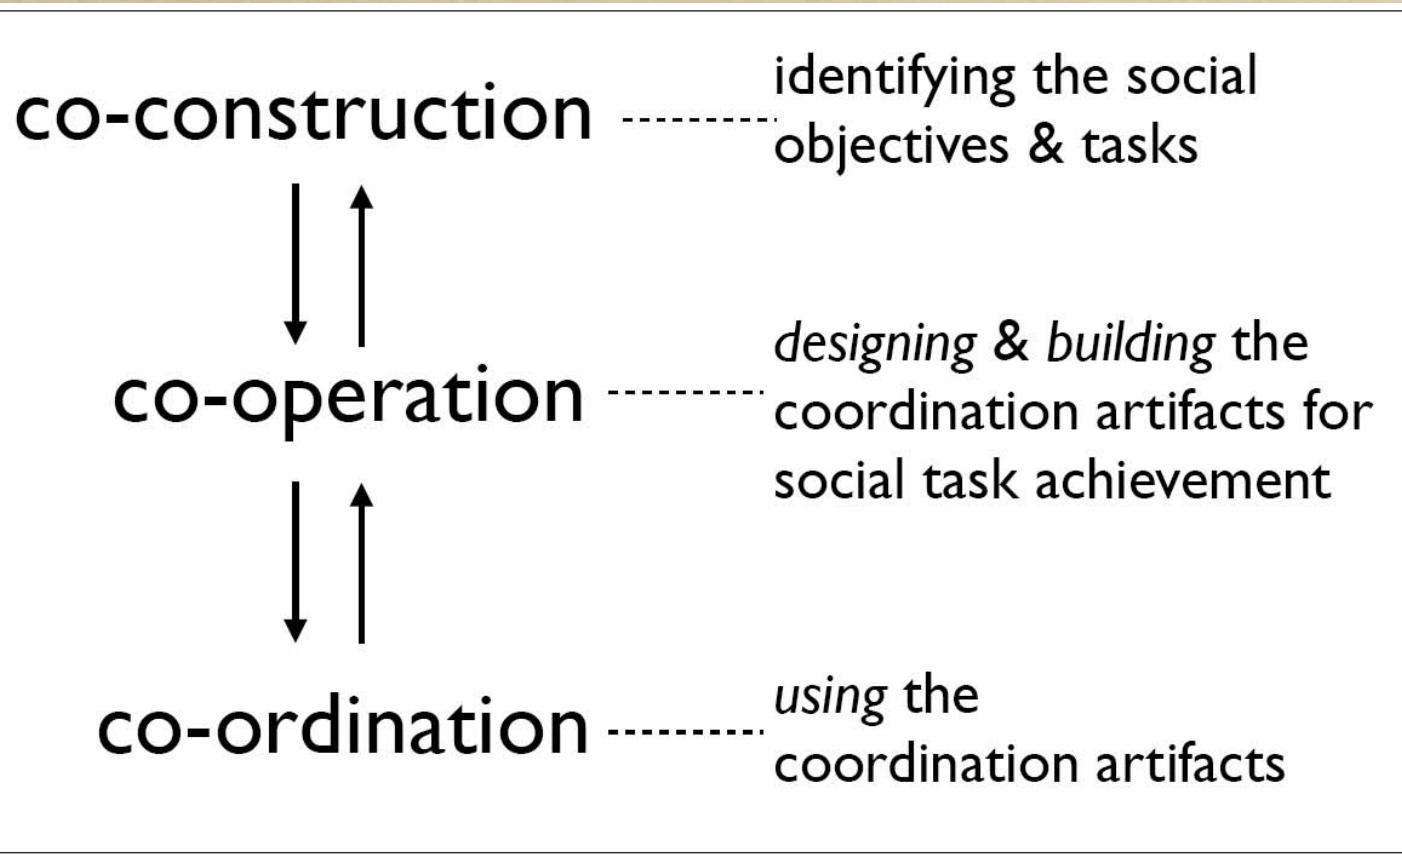 co-construction
identifying the social
objectives & tasks
co-operation
designing & building the
coordination artifacts for
social task achievement
co-ordination
using the
coordination artifacts